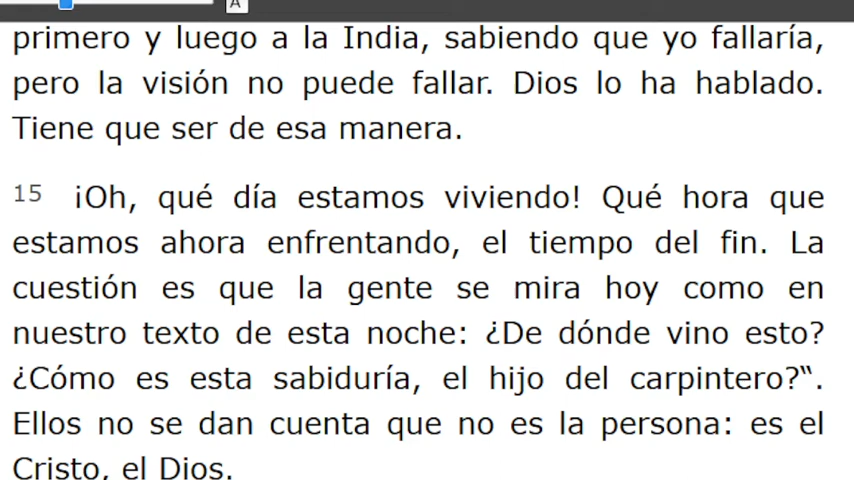 A
primero y luego a la India, sabiendo que yo fallaría,
pero la visión no puede fallar. Dios lo ha hablado.
Tiene que ser de esa manera.
15 ¡Oh, qué día estamos viviendo! Qué hora que
estamos ahora enfrentando, el tiempo del fin. La
cuestión es que la gente se mira hoy como en
nuestro texto de esta noche: ¿De dónde vino esto?
¿Cómo es esta sabiduría, el hijo del carpintero?“.
Ellos no se dan cuenta que no es la persona: es el
Cristo, el Dios.